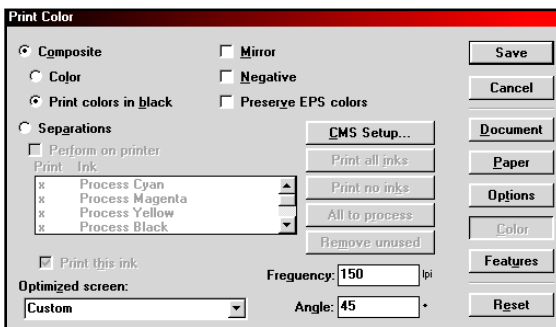 Print Color
Composite
Mirror
Save
Color
Negative
Cancel
Print colors in black
Preserve EPS colors
Separations
CMS Setup...
Document
Perform on printer
Print Ink
Print all inks
Paper
x Process Cyan
x Process Magenta
x Process Yellow
x Process Black
Print no inks
Options
All to process
Color
Remove unused
Print this ink
Features
Frequency: 150 lpi
Optimized screen:
Custom
Angle: 45 °
Reset